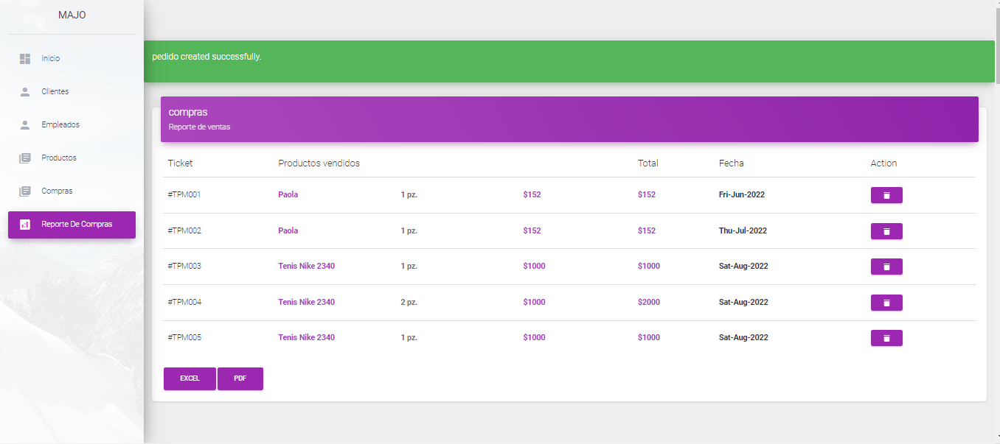 MAJO
Inicio
Clientes
Empleados
Productos
Compras
Reporte De Compras
pedido created successfully.
compras
Reporte de ventas
Ticket Productos vendidos Total Fecha Action
#TPM001 Paola 1 pz. $152 $152 Fri-Jun-2022
#TPM002 Paola 1 pz. $152 $152 Thu-Jul-2022
#TPM003 Tenis Nike 2340 1 pz. $1000 $1000 Sat-Aug-2022
#TPM004 Tenis Nike 2340 2 pz. $1000 $2000 Sat-Aug-2022
#TPM005 Tenis Nike 2340 1 pz. $1000 $1000 Sat-Aug-2022
EXCEL PDF